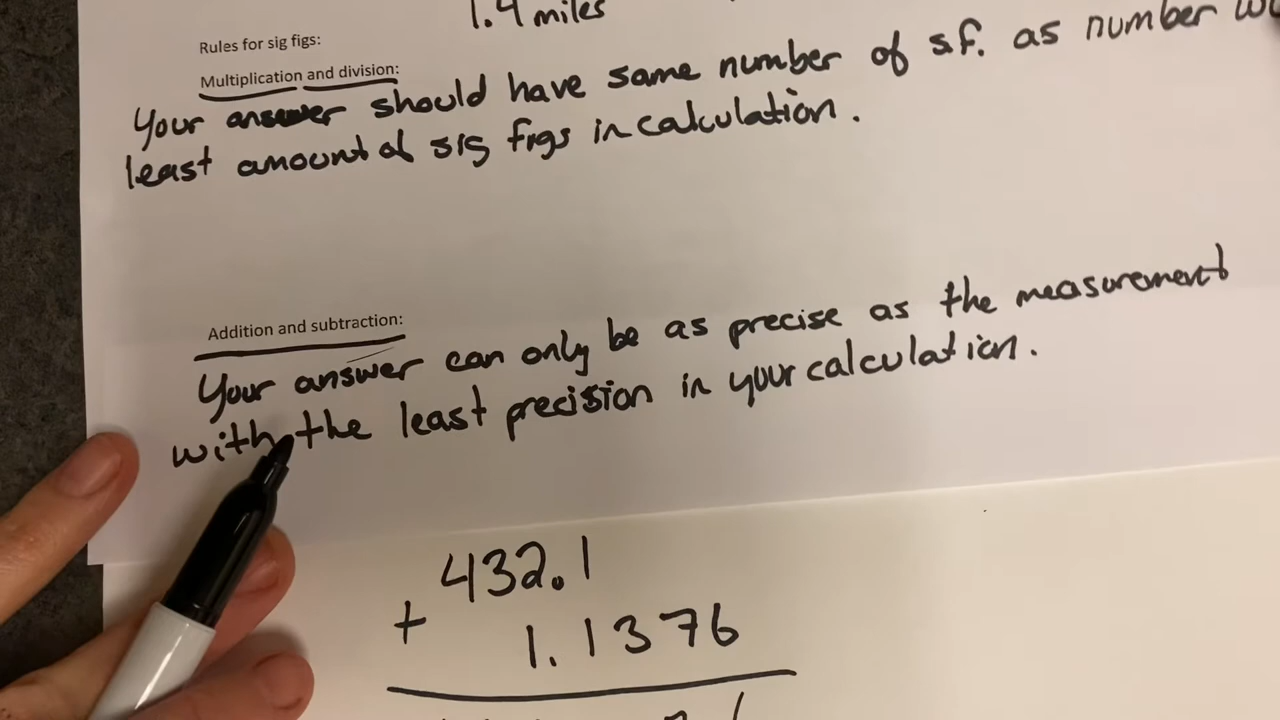 1.4 miles
Rules for sig figs:
Multiplication and division:
Your answer should have same number of s.f. as number
least amount of sig figs in calculation.
Addition and subtraction:
Your answer can only be as precise as the measurement
with the least precision in your calculation.
432.1
+ 1.1376